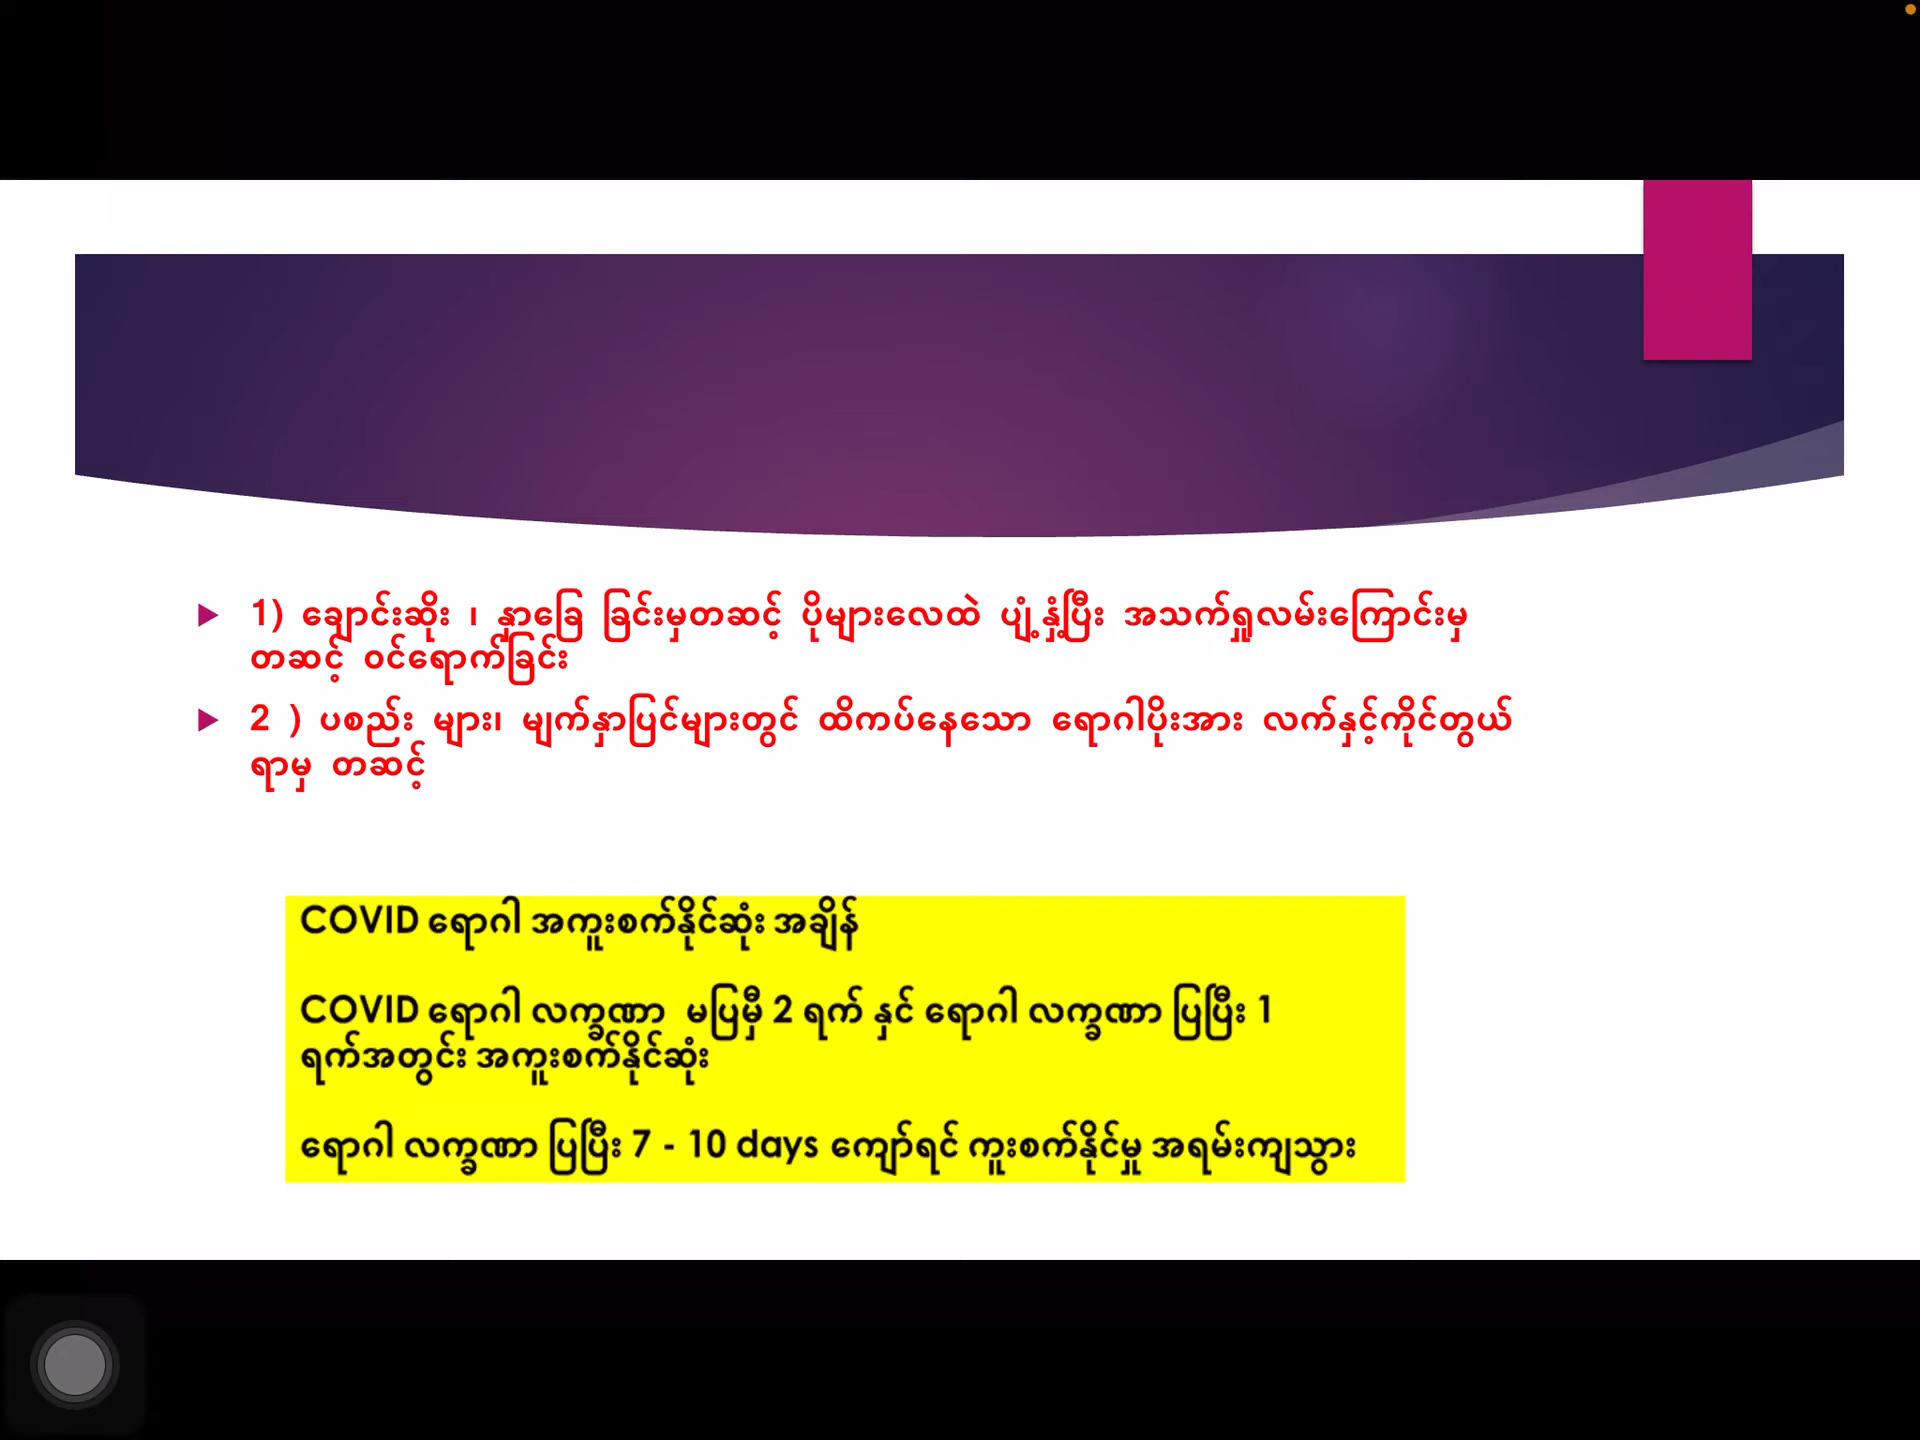 1) ချောင်းဆိုး ၊ နှာခြေ ခြင်းမှတဆင့် ပိုများလေထဲ ပျံ့နှံ့ပြီး အသက်ရှူလမ်းကြောင်းမှ
တဆင့် ဝင်ရောက်ခြင်း
2 ) ပစည်း များ၊ မျက်နှာပြင်များတွင် ထိကပ်နေသော ရောဂါပိုးအား လက်နှင့်ကိုင်တွယ်
ရာမှ တဆင့်
COVID ရောဂါ အကူးစက်နိုင်ဆုံး အချိန်
COVID ရောဂါ လက္ခဏာ မပြမှီ 2 ရက် နှင် ရောဂါ လက္ခဏာ ပြပြီး 1
ရက်အတွင်း အကူးစက်နိုင်ဆုံး
ရောဂါ လက္ခဏာ ပြပြီး 7 - 10 days ကျော်ရင် ကူးစက်နိုင်မှု အရမ်းကျသွား